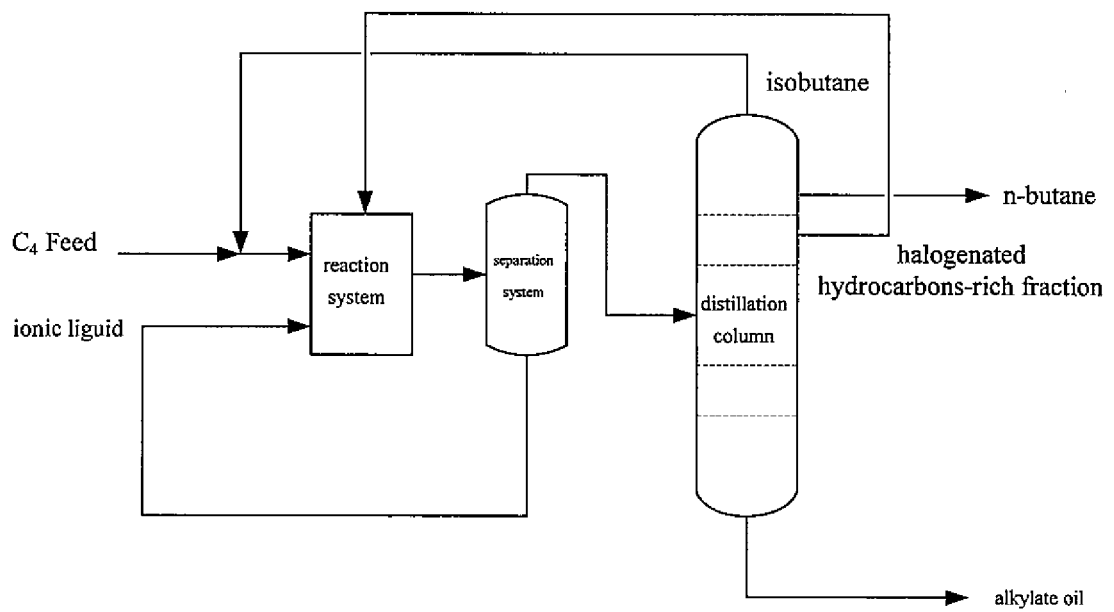 isobutane
n-butane
C₄ Feed
halogenated
hydrocarbons-rich fraction
reaction
system
separation
system
distillation
column
ionic liguid
alkylate oil